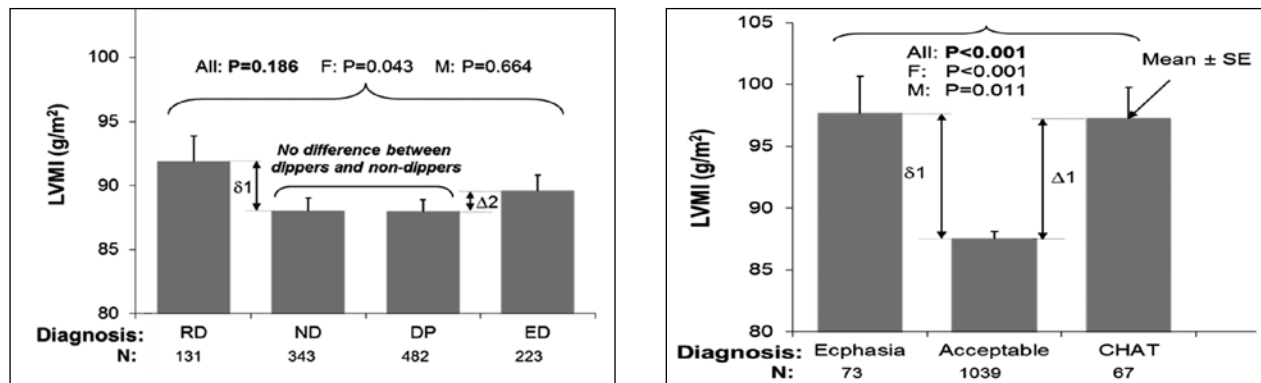 100
All: P=0.186 F: P=0.043 M: P=0.664
95
No difference between
dippers and non-dippers
LVMI (g/m²)
90
δ1
Δ2
85
80
Diagnosis: RD ND DP ED
N: 131 343 482 223
105
All: P<0.001
F: P<0.001
M: P=0.011
Mean ± SE
100
95
LVMI (g/m²)
δ1
Δ1
90
85
80
Diagnosis: Ecphasia Acceptable CHAT
N: 73 1039 67